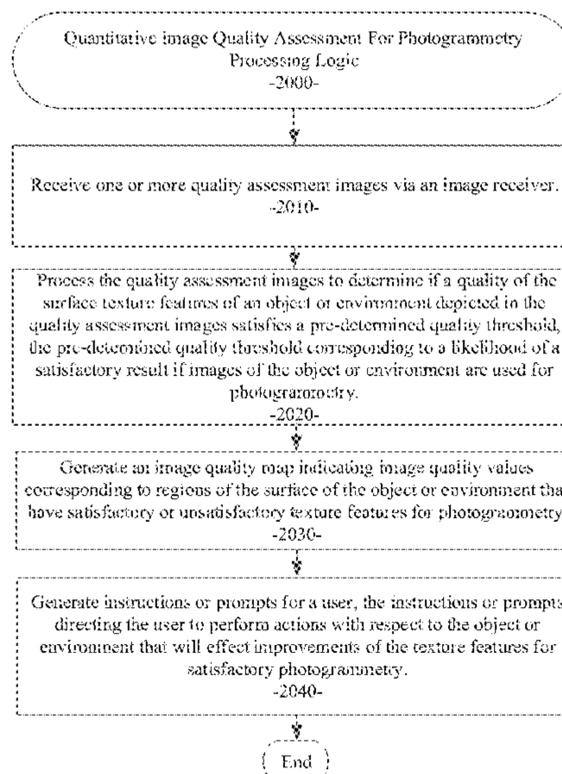 Quantitative image Quality Assessment For Photogrammetry
Processing Logic
-2000-
Receive one or more quality assessment images via an image receiver.
-2010-
Process the quality assessment images to determine if a quality of the
surface texture features of an object or environment depicted in the
quality assessment images satisfies a pre-determined quality threshold,
the pre-determined quality threshold corresponding to a likelihood of a
satisfactory result if images of the object or environment are used for
photogrammetry.
-2020-
Generate an image quality map indicating image quality values
corresponding to regions of the surface of the object or environment tha
have satisfactory or unsatisfactory texture features for photogrammetry
-2030-
Generate instructions or prompts for a user, the instructions or prompts
directing the user to perform actions with respect to the object or
environment that will effect improvements of the texture features for
satisfactory photogrammetry.
-2040-
End